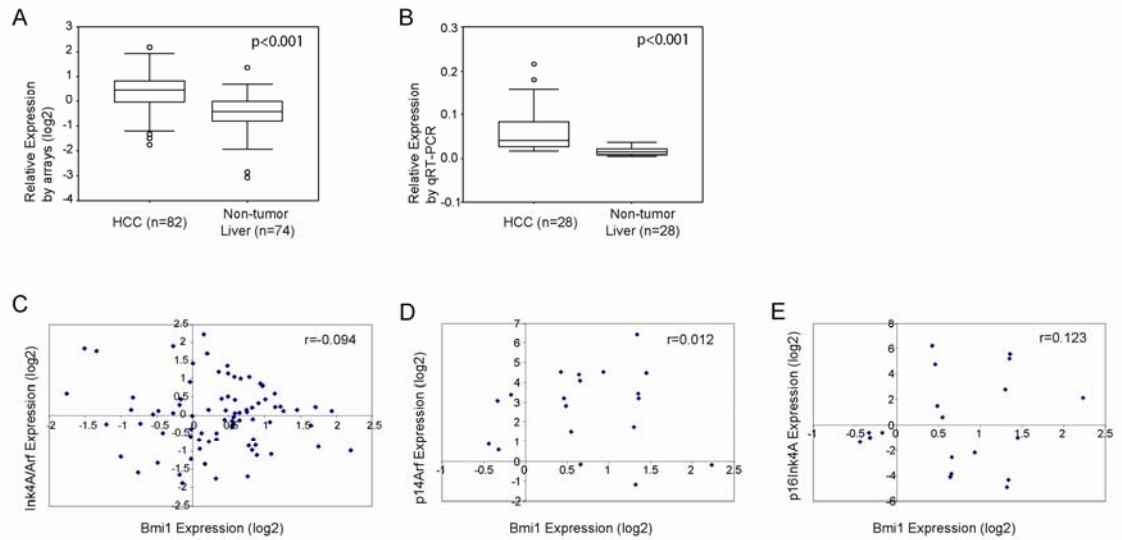 A
Relative Expression
by arrays (log2)
3
2
1
0
-1
-2
-3
-4
p<0.001
HCC (n=82)
Non-tumor
Liver (n=74)
B
Relative Expression
by qRT-PCR
0.3
0.2
0.1
0.0
-0.1
p<0.001
HCC (n=28)
Non-tumor
Liver (n=28)
C
Ink4A/Arf Expression (log2)
2.5
2
1.5
1
0.5
0
-0.5
-1
-1.5
-2
-2.5
-2 -1.5 -1 -0.5 0 0.5 1 1.5 2 2.5
r=-0.094
Bmi1 Expression (log2)
D
p14Arf Expression (log2)
7
6
5
4
3
2
1
0
-1
-2
-1 -0.5 0 0.5 1 1.5 2 2.5
r=0.012
Bmi1 Expression (log2)
E
p16Ink4A Expression (log2)
8
6
4
2
0
-2
-4
-6
-1 -0.5 0 0.5 1 1.5 2 2.5
r=0.123
Bmi1 Expression (log2)